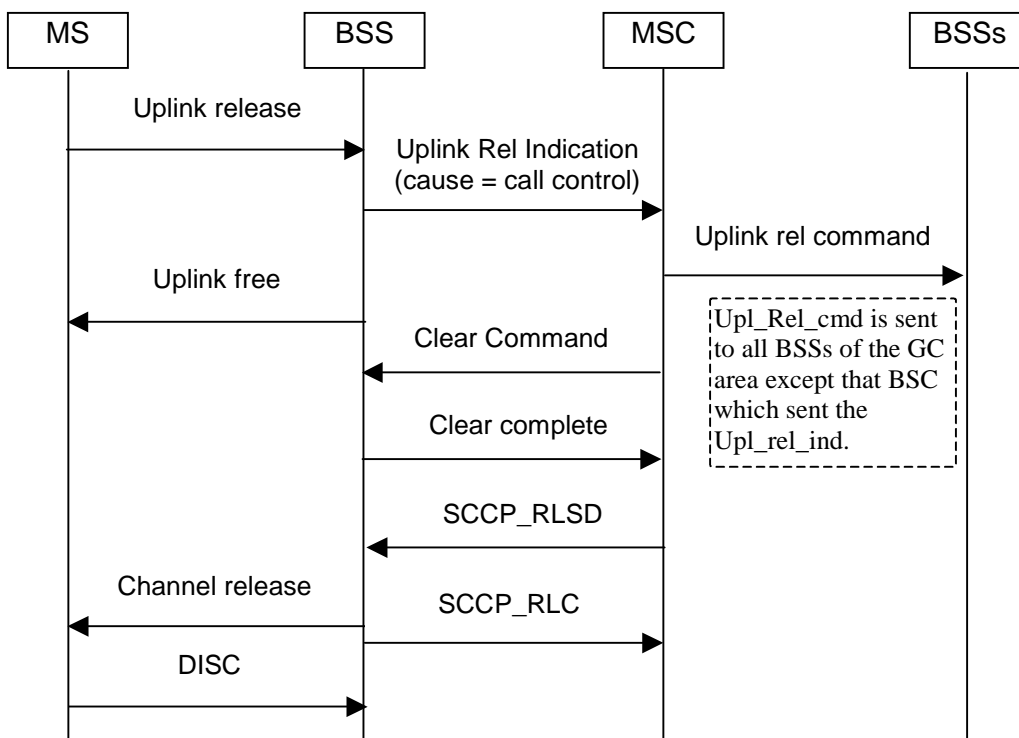 MS
BSS
MSC
BSSs
Uplink release
Uplink Rel Indication
(cause = call control)
Uplink rel command
Uplink free
Upl_Rel_cmd is sent
to all BSSs of the GC
area except that BSC
which sent the
Upl_rel_ind.
Clear Command
Clear complete
SCCP_RLSD
Channel release
SCCP_RLC
DISC